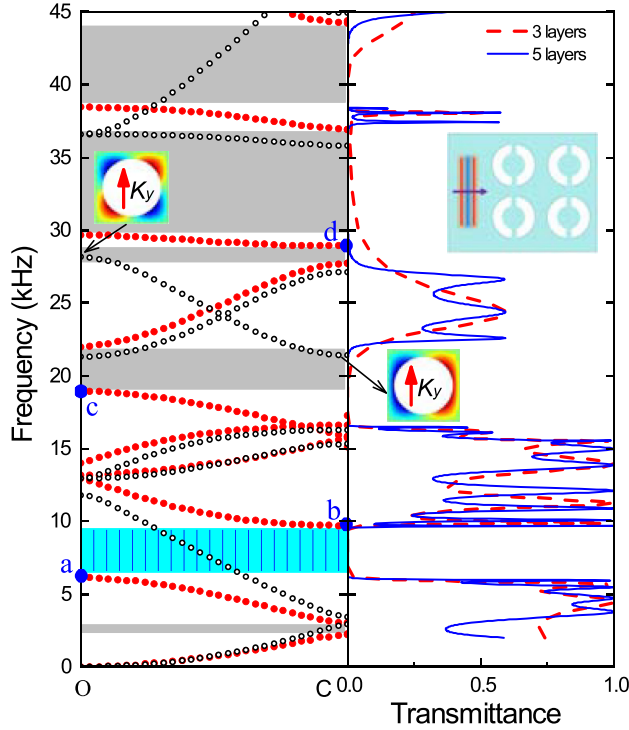 45
40
35
30
25
20
15
10
5
0
Frequency (kHz)
O
C
0.0
0.5
1.0
Transmittance
3 layers
5 layers
K_y
K_y
a
b
c
d